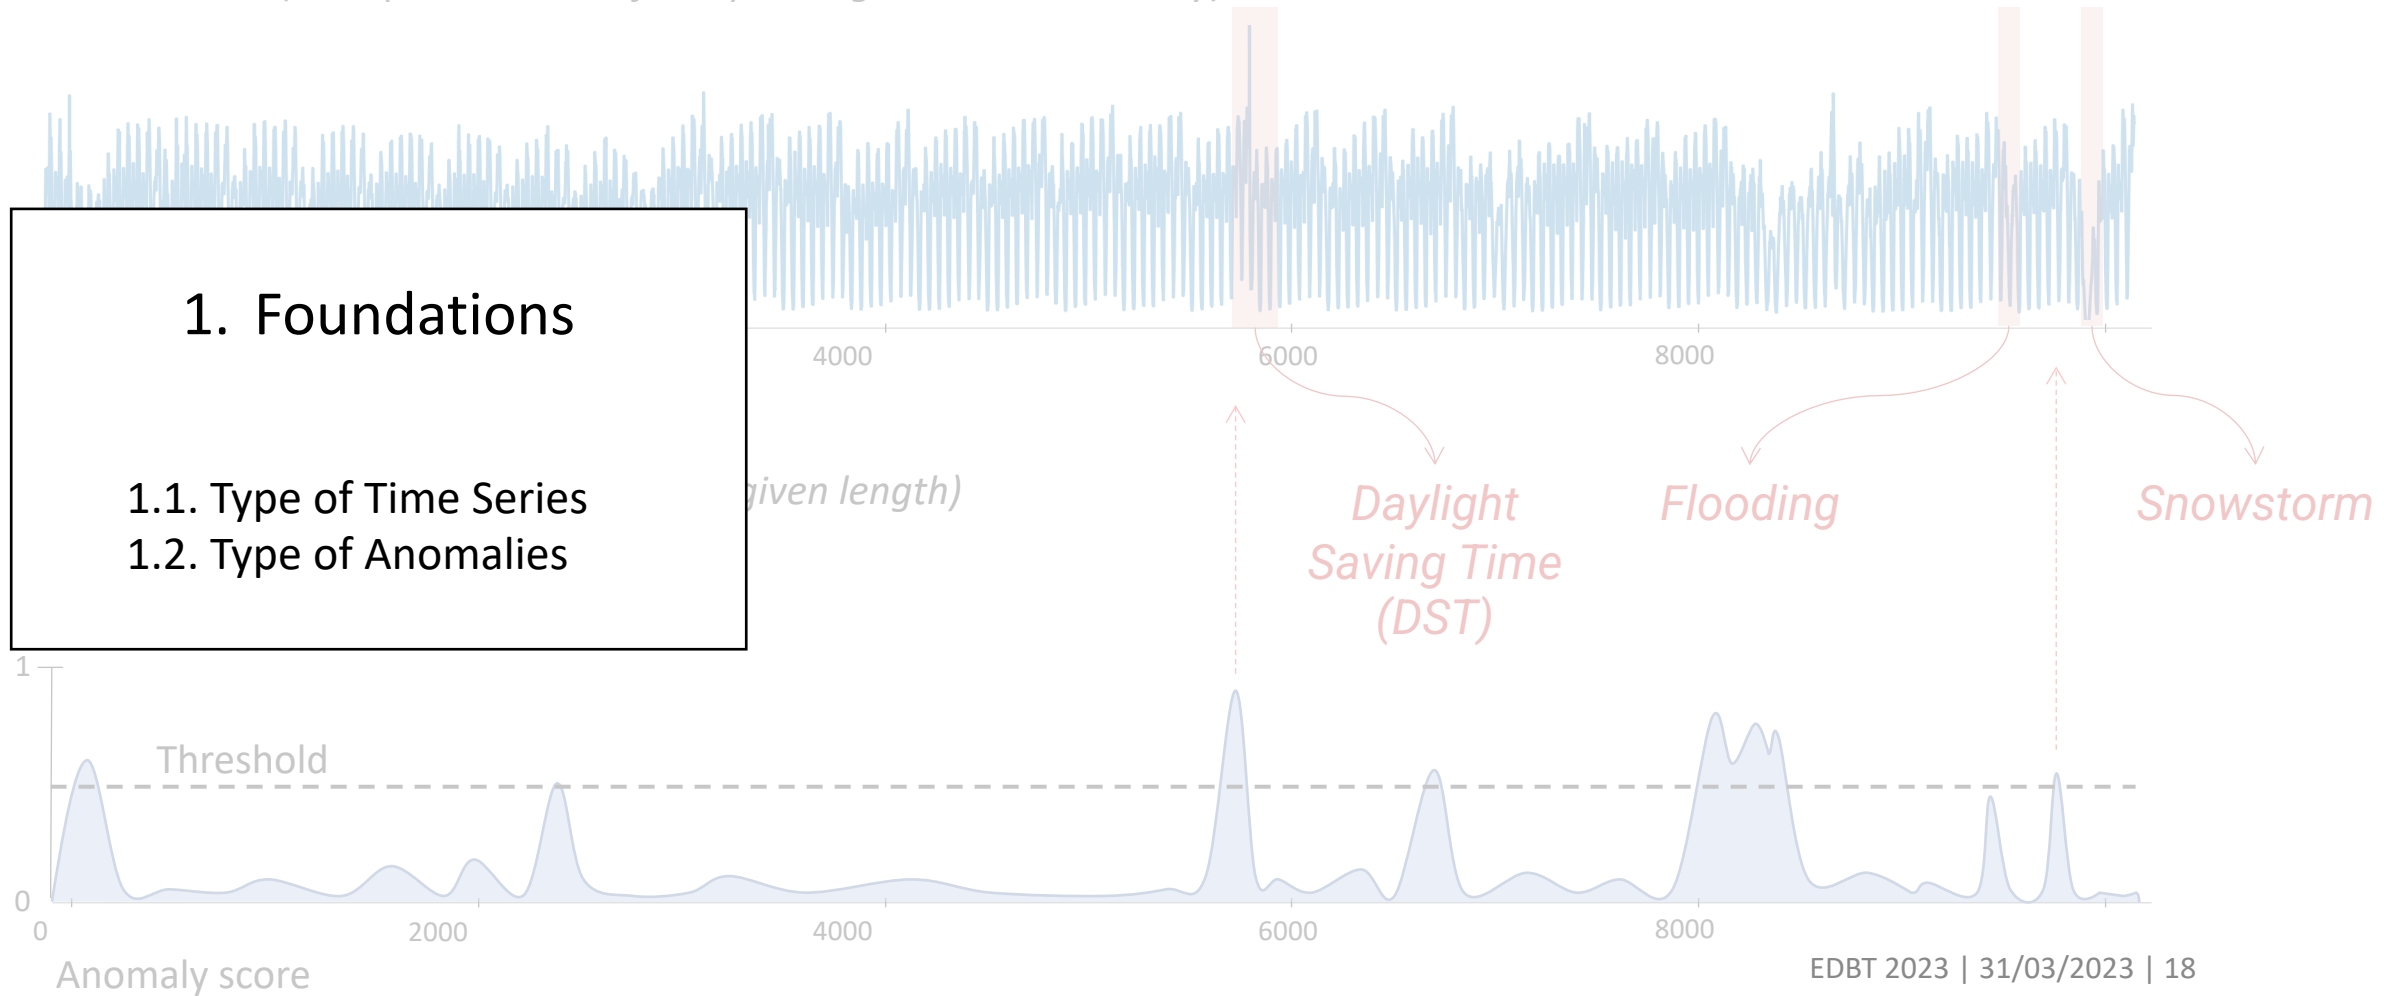 1. Foundations
4000 6000 8000
1.1. Type of Time Series
1.2. Type of Anomalies
given length)
Daylight
Saving Time
(DST)
Flooding
Snowstorm
1
Threshold
0
0 2000 4000 6000 8000
Anomaly score
EDBT 2023 | 31/03/2023 | 18